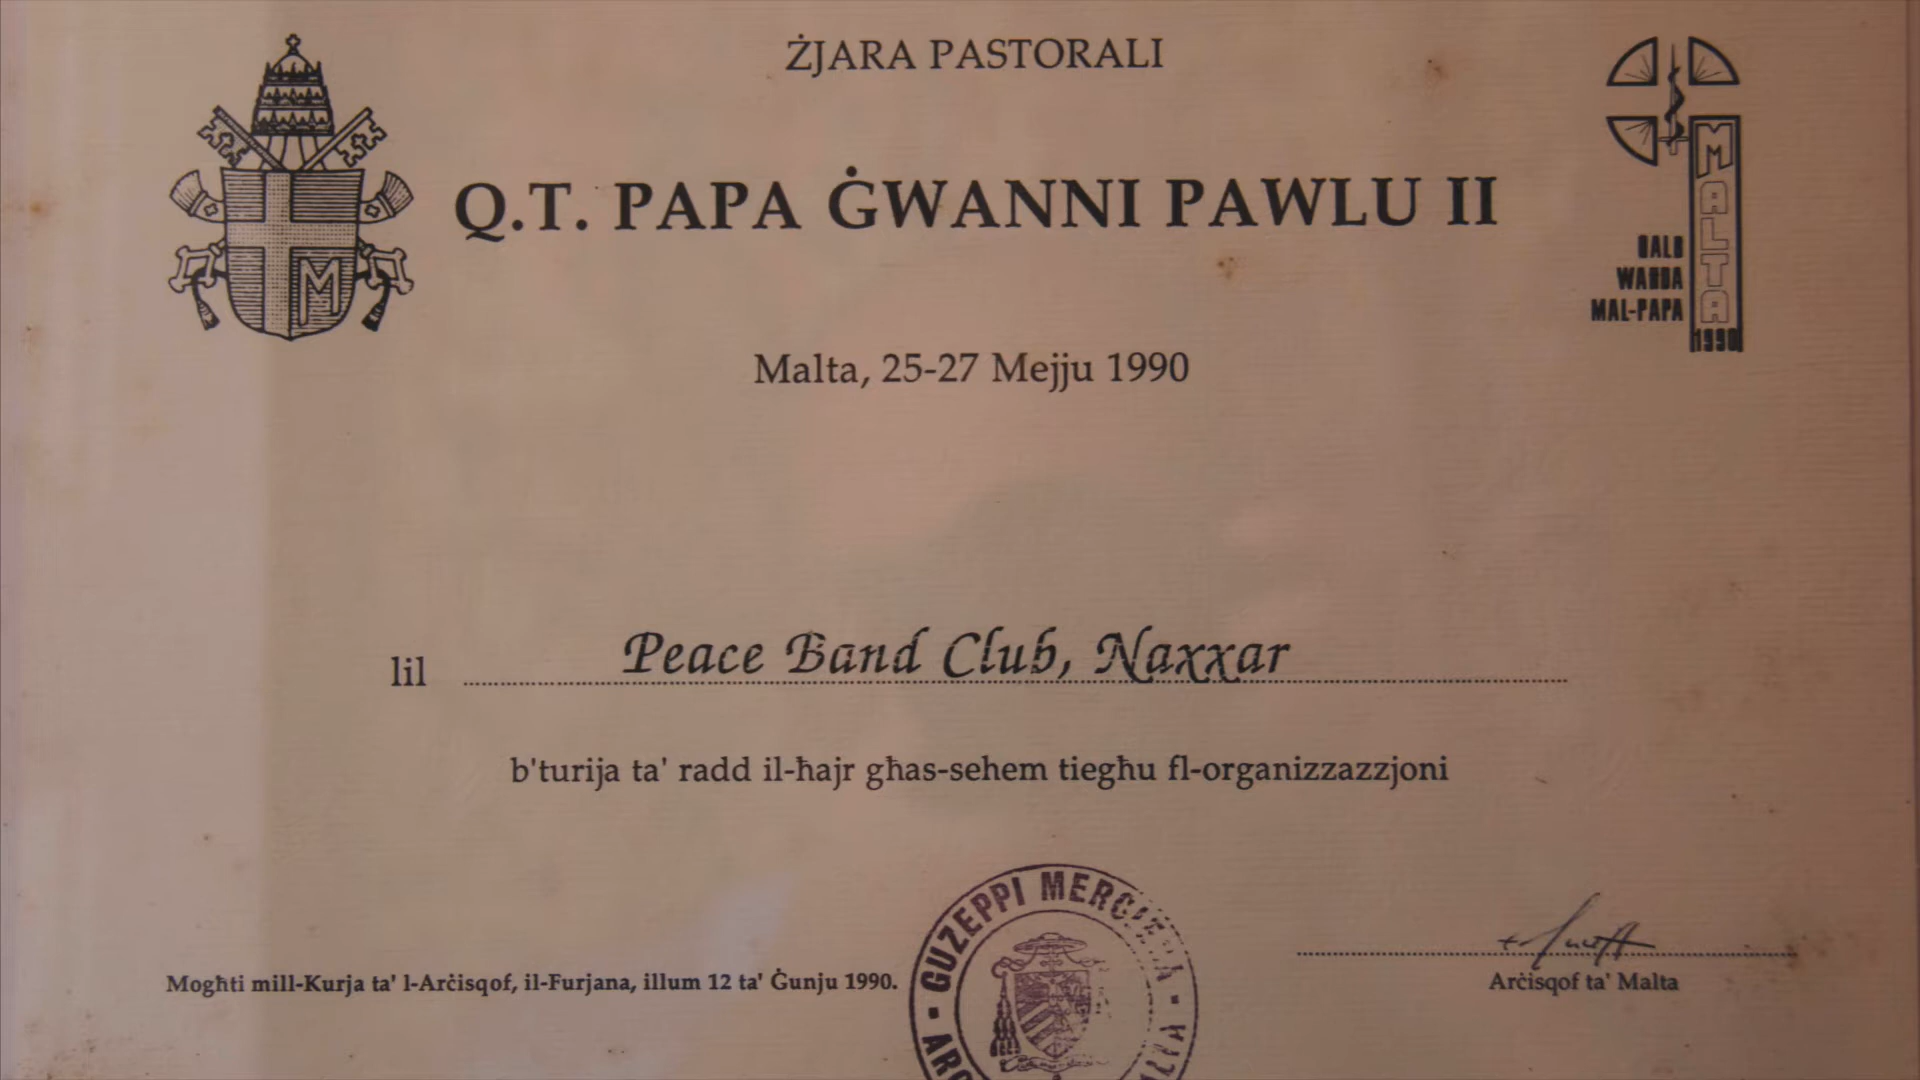 ŻJARA PASTORALI
Q.T. PAPA ĠWANNI PAWLU II
MALTA
QALB
WAĦDA
MAL-PAPA
1990
Malta, 25-27 Mejju 1990
lil Peace Band Club, Naxxar
b'turija ta' radd il-ħajr għas-sehem tiegħu fl-organizzazzjoni
GUZEPPI MERCIECA
Mogħti mill-Kurja ta' l-Arċisqof, il-Furjana, illum 12 ta' Ġunju 1990.
Arċisqof ta' Malta